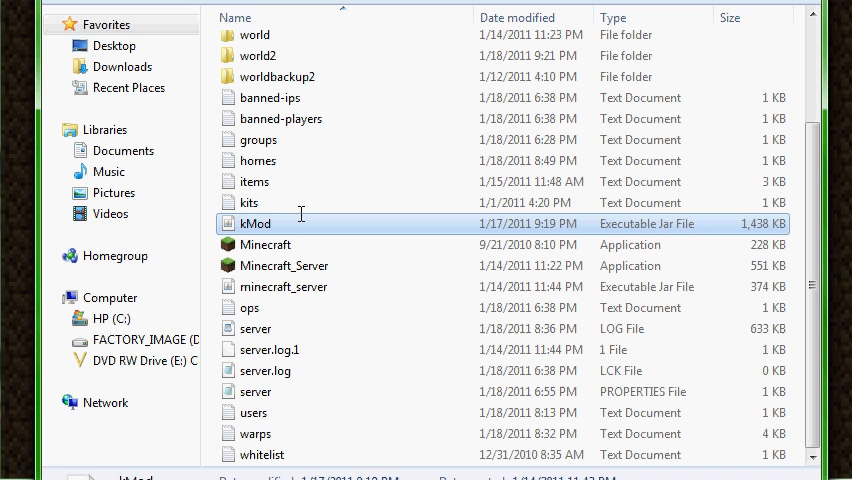 Favorites
Desktop
Downloads
Recent Places
Libraries
Documents
Music
Pictures
Videos
Homegroup
Computer
HP (C:)
FACTORY_IMAGE (D
DVD RW Drive (E:) C
Network
Name Date modified Type Size
world 1/14/2011 11:23 PM File folder
world2 1/18/2011 9:21 PM File folder
worldbackup2 1/12/2011 4:10 PM File folder
banned-ips 1/18/2011 6:38 PM Text Document 1 KB
banned-players 1/18/2011 6:38 PM Text Document 1 KB
groups 1/18/2011 6:28 PM Text Document 1 KB
homes 1/18/2011 8:49 PM Text Document 1 KB
items 1/15/2011 11:48 AM Text Document 3 KB
kits 1/1/2011 4:20 PM Text Document 1 KB
kMod 1/17/2011 9:19 PM Executable Jar File 1,438 KB
Minecraft 9/21/2010 8:10 PM Application 228 KB
Minecraft_Server 1/14/2011 11:22 PM Application 551 KB
minecraft_server 1/14/2011 11:44 PM Executable Jar File 374 KB
ops 1/18/2011 6:38 PM Text Document 1 KB
server 1/18/2011 8:36 PM LOG File 633 KB
server.log.1 1/14/2011 11:44 PM 1 File 1 KB
server.log 1/18/2011 6:38 PM LCK File 0 KB
server 1/18/2011 6:55 PM PROPERTIES File 1 KB
users 1/18/2011 8:13 PM Text Document 1 KB
warps 1/18/2011 8:32 PM Text Document 4 KB
whitelist 12/31/2010 8:35 AM Text Document 1 KB